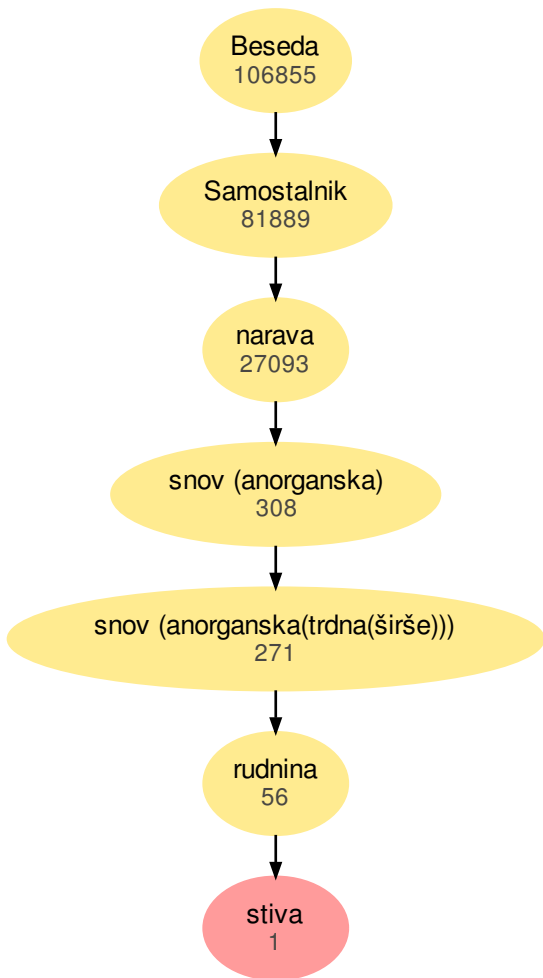 Beseda
106855
Samostalnik
81889
narava
27093
snov (anorganska)
308
snov (anorganska(trdna(širše)))
271
rudnina
56
stiva
1